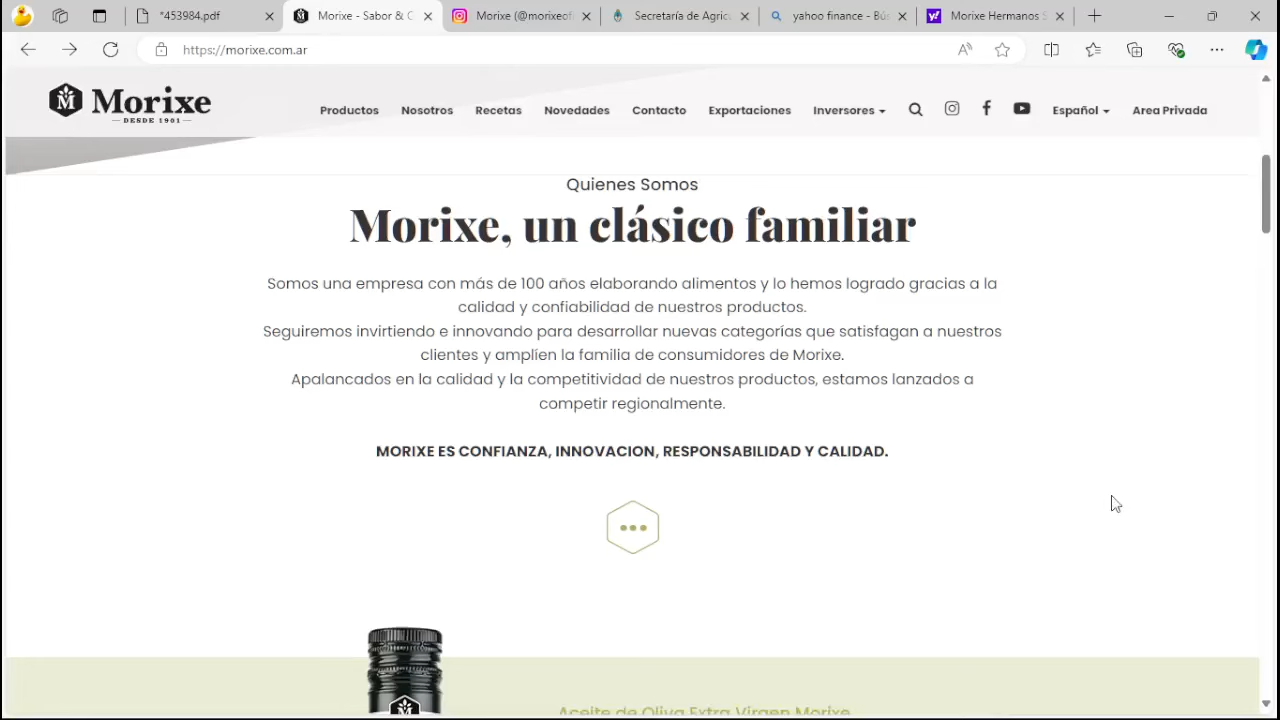 *453984.pdf
Morixe - Sabor & C
Morixe (@morixeof
Secretaría de Agricu
yahoo finance - Bús
Morixe Hermanos S
https://morixe.com.ar
Morixe
DESDE 1901
Productos
Nosotros
Recetas
Novedades
Contacto
Exportaciones
Inversores
Español
Area Privada
Quienes Somos
Morixe, un clásico familiar
Somos una empresa con más de 100 años elaborando alimentos y lo hemos logrado gracias a la
calidad y confiabilidad de nuestros productos.
Seguiremos invirtiendo e innovando para desarrollar nuevas categorías que satisfagan a nuestros
clientes y amplíen la familia de consumidores de Morixe.
Apalancados en la calidad y la competitividad de nuestros productos, estamos lanzados a
competir regionalmente.
MORIXE ES CONFIANZA, INNOVACION, RESPONSABILIDAD Y CALIDAD.
Aceite de Oliva Extra Virgen Morixe